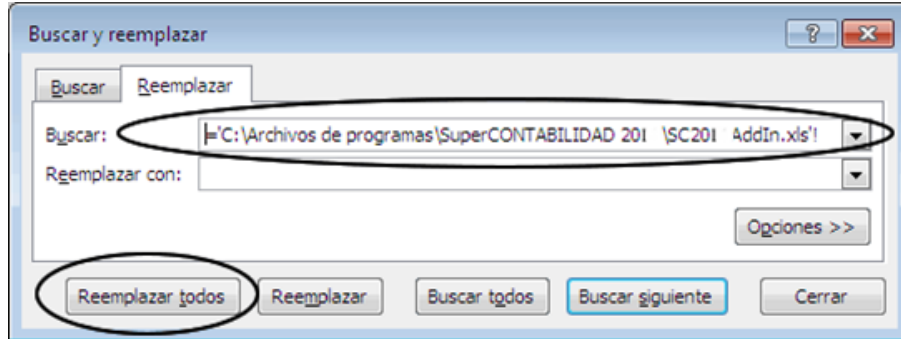 Buscar y reemplazar
Buscar Reemplazar
Buscar: ='C:\Archivos de programas\SuperCONTABILIDAD 201 \SC201 AddIn.xls'!
Reemplazar con:
Opciones >>
Reemplazar todos Reemplazar Buscar todos Buscar siguiente Cerrar